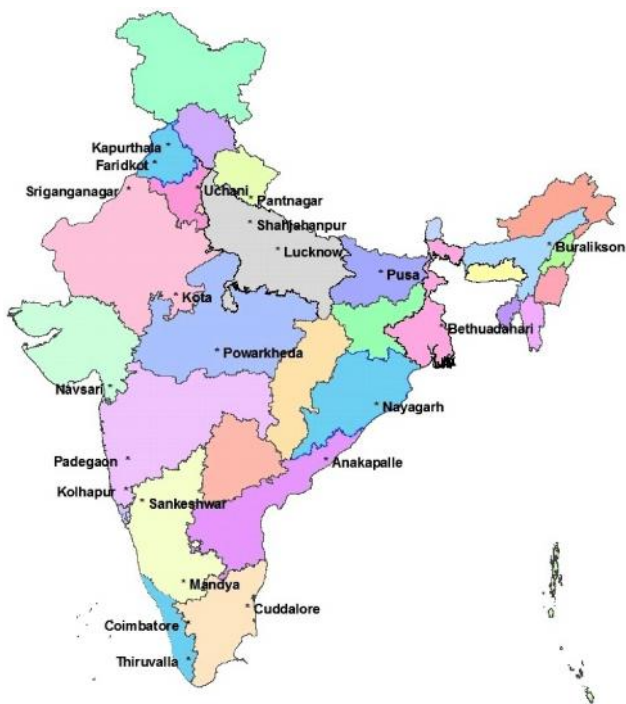 Kapurthala
Faridkot
Sriganganagar
Uchani
Pantnagar
Shahjahanpur
Lucknow
Buralikson
Pusa
Kota
Bethuadahari
Powarkheda
Navsari
Nayagarh
Padegaon
Anakapalle
Kolhapur
Sankeshwar
Mandya
Cuddalore
Coimbatore
Thiruvalla